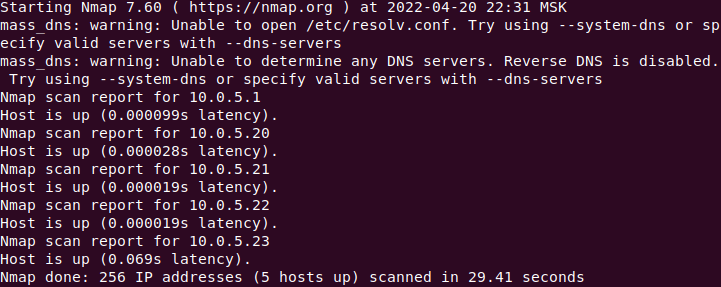 Starting Nmap 7.60 ( https://nmap.org ) at 2022-04-20 22:31 MSK
mass_dns: warning: Unable to open /etc/resolv.conf. Try using --system-dns or sp
ecify valid servers with --dns-servers
mass_dns: warning: Unable to determine any DNS servers. Reverse DNS is disabled.
 Try using --system-dns or specify valid servers with --dns-servers
Nmap scan report for 10.0.5.1
Host is up (0.000099s latency).
Nmap scan report for 10.0.5.20
Host is up (0.000028s latency).
Nmap scan report for 10.0.5.21
Host is up (0.000019s latency).
Nmap scan report for 10.0.5.22
Host is up (0.000019s latency).
Nmap scan report for 10.0.5.23
Host is up (0.069s latency).
Nmap done: 256 IP addresses (5 hosts up) scanned in 29.41 seconds